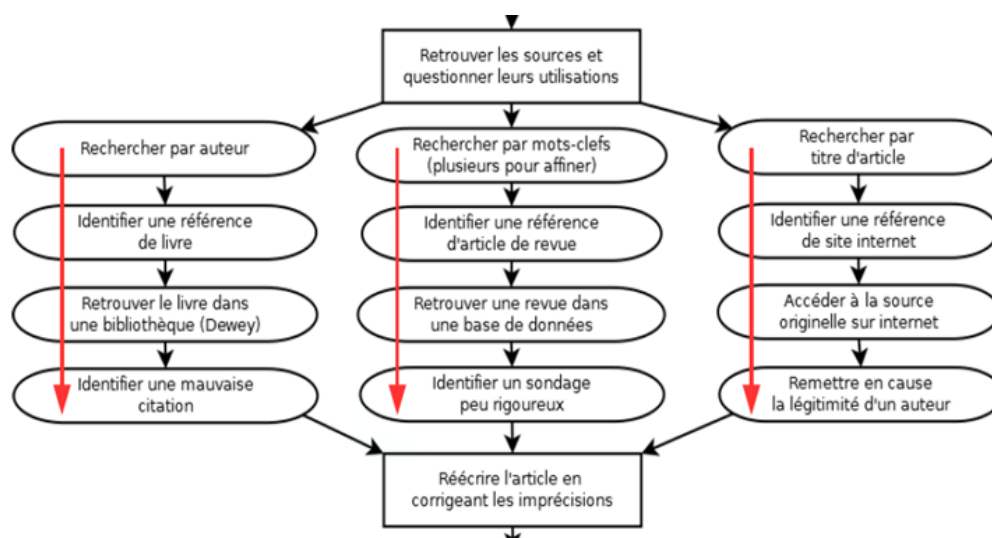 Retrouver les sources et
questionner leurs utilisations
Rechercher par auteur
Rechercher par mots-clefs
(plusieurs pour affiner)
Rechercher par
titre d'article
Identifier une référence
de livre
Identifier une référence
d'article de revue
Identifier une référence
de site internet
Retrouver le livre dans
une bibliothèque (Dewey)
Retrouver une revue dans
une base de données
Accéder à la source
originelle sur internet
Identifier une mauvaise
citation
Identifier un sondage
peu rigoureux
Remettre en cause
la légitimité d'un auteur
Réécrire l'article en
corrigeant les imprécisions